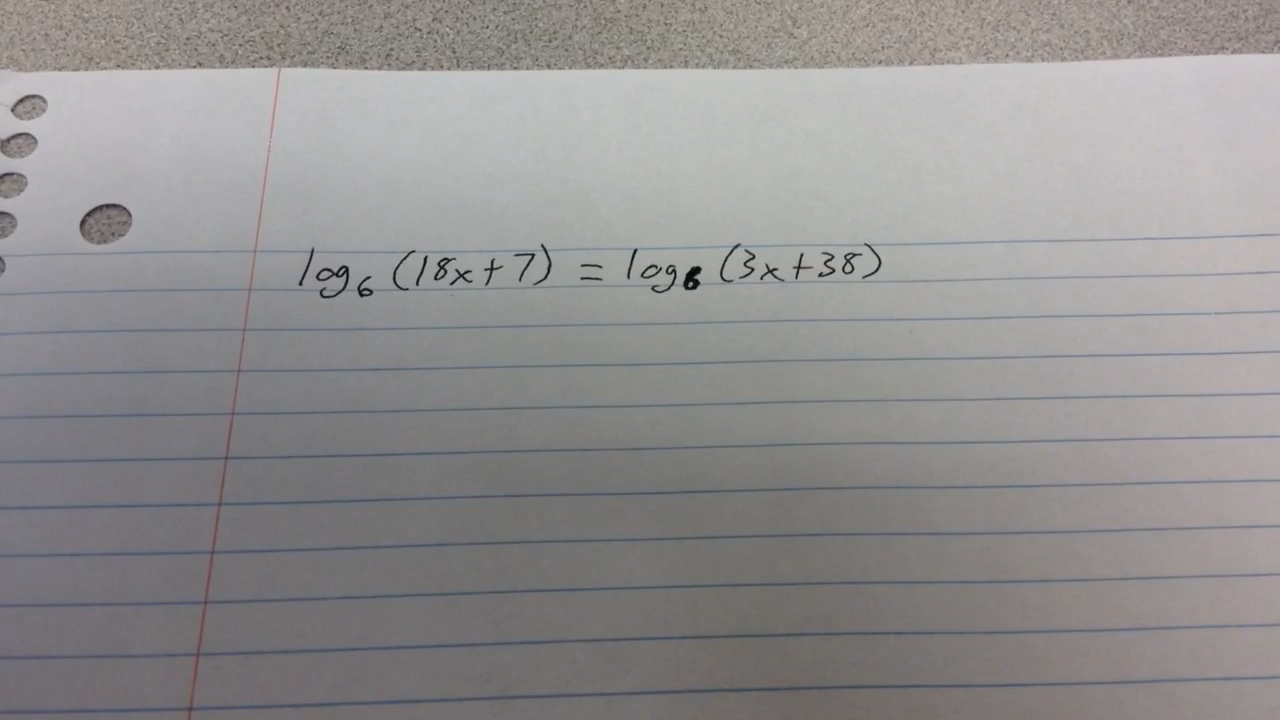 log₆ (18x+7) = log₆ (3x+38)